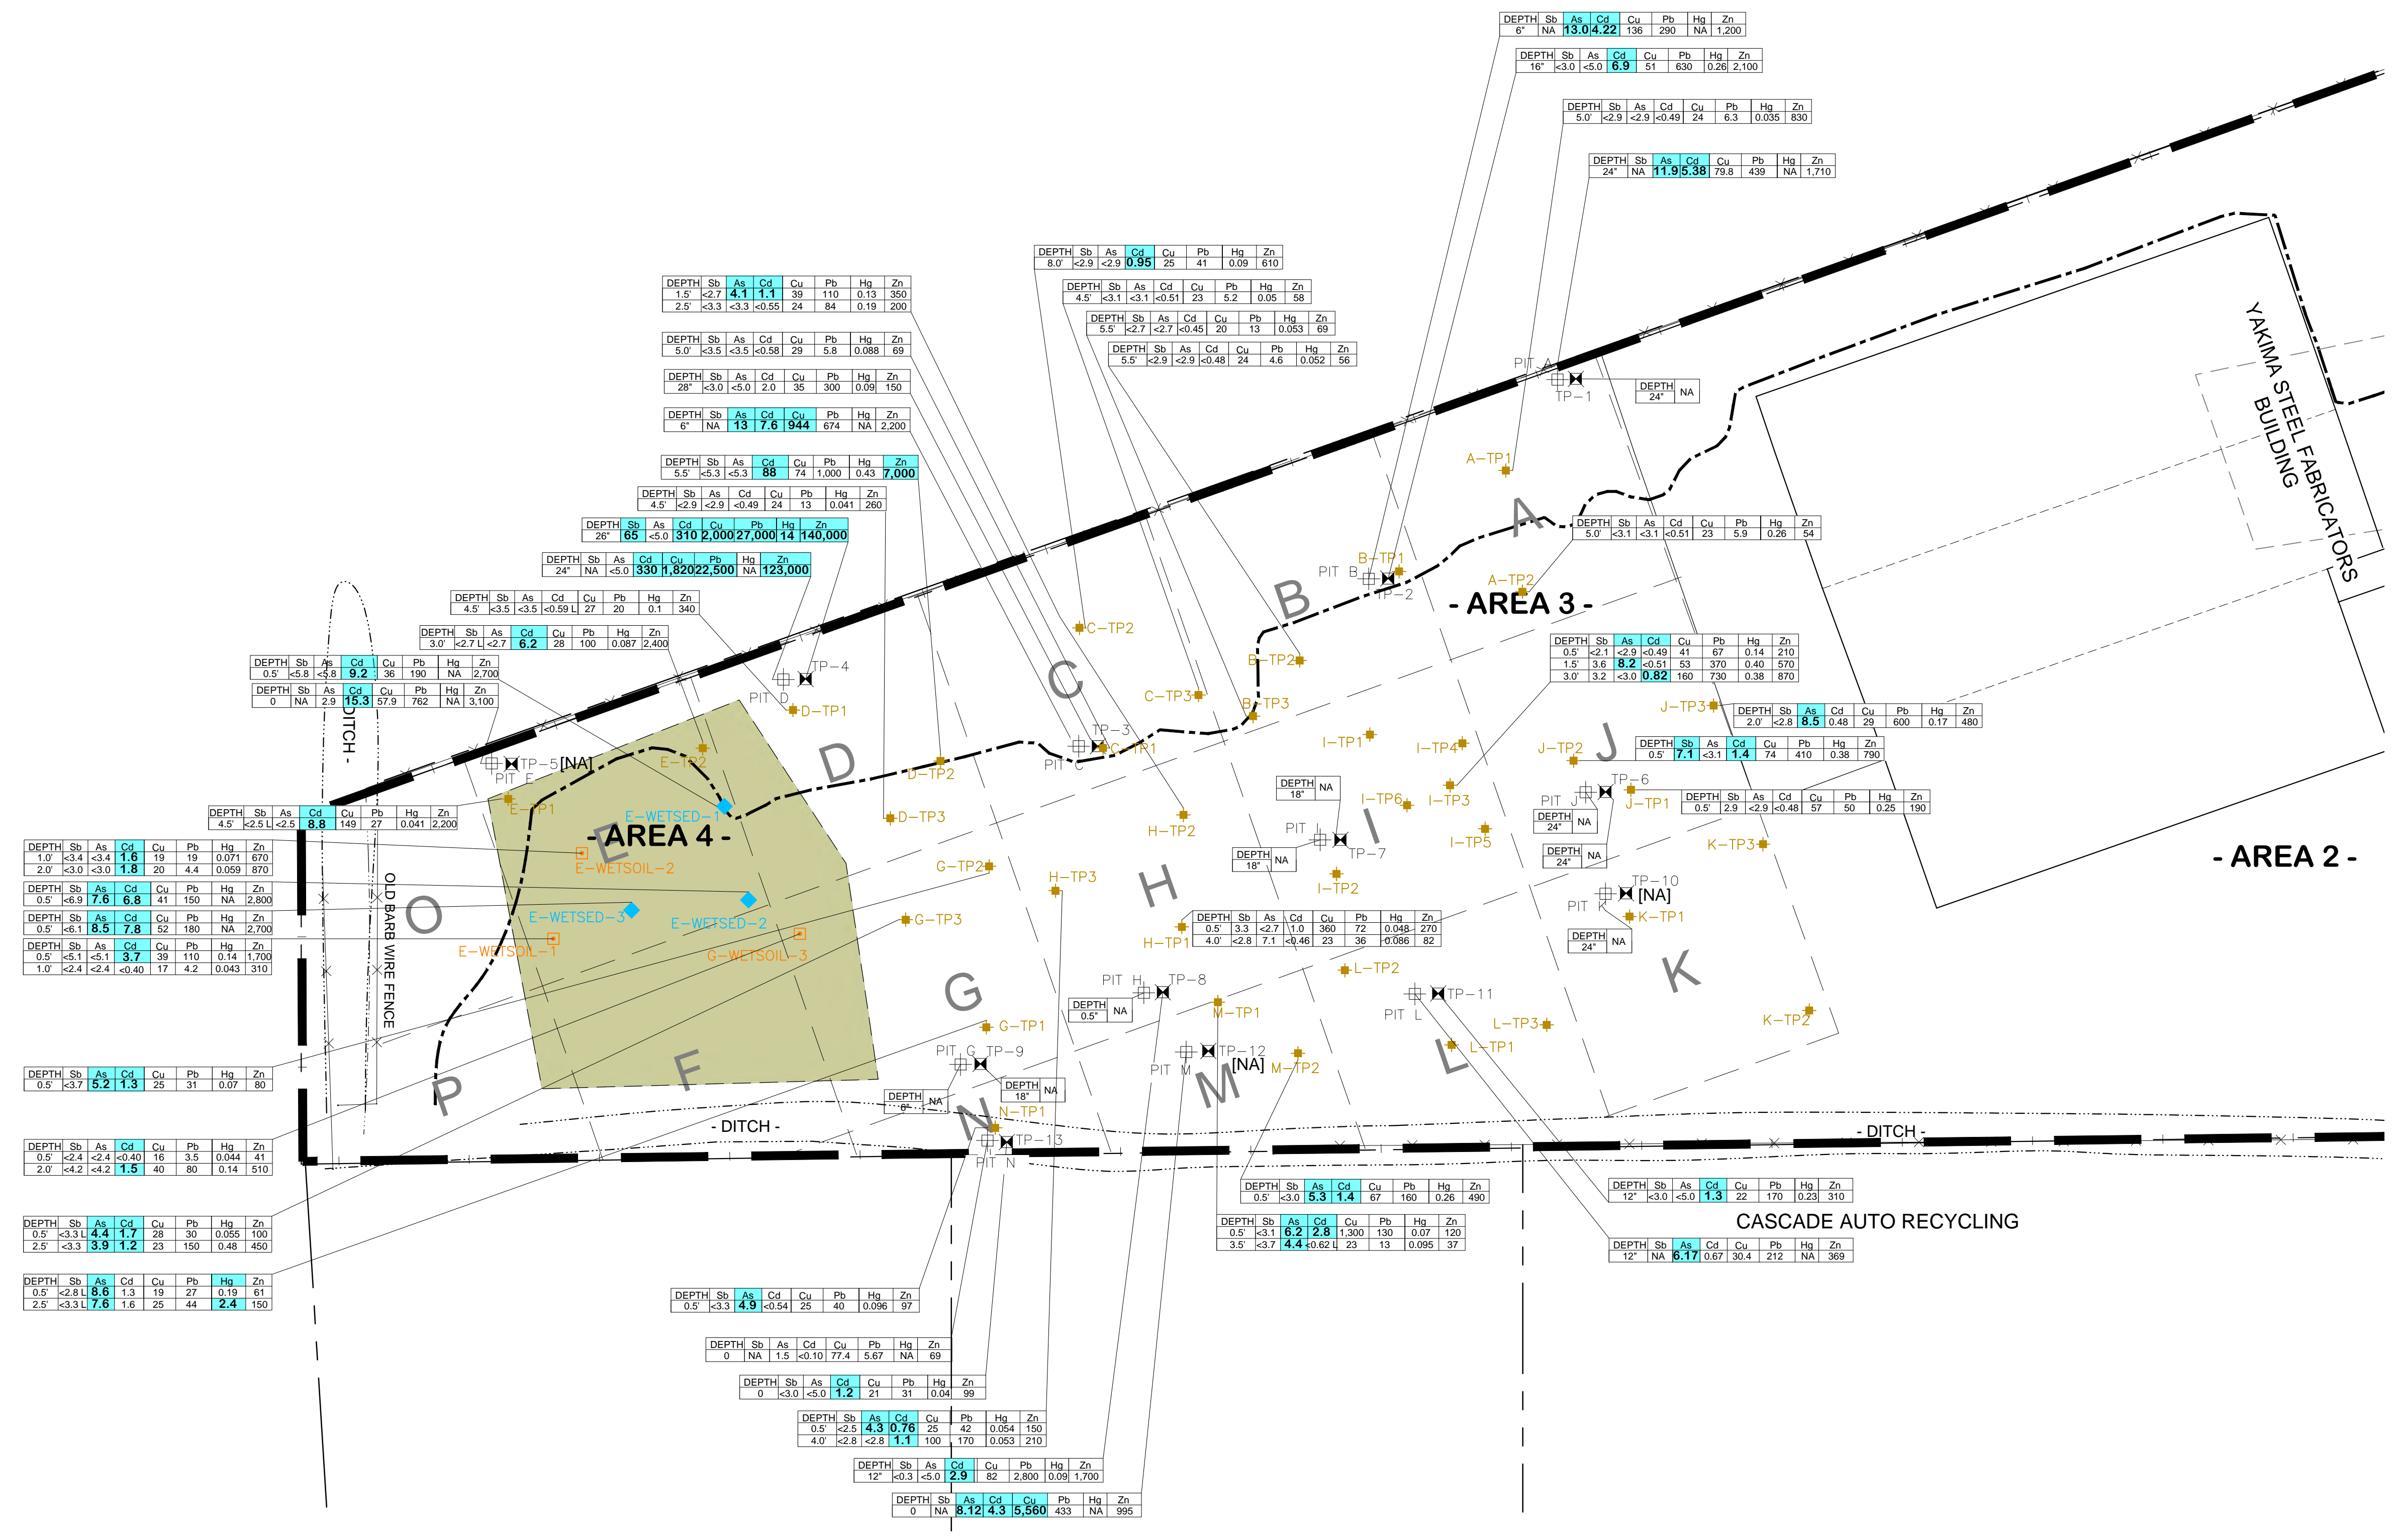 DEPTH Sb As Cd Cu Pb Hg Zn
6" NA 13.0 4.22 136 290 NA 1,200
DEPTH Sb As Cd Cu Pb Hg Zn
16" <3.0 <5.0 6.9 51 630 0.26 2,100
DEPTH Sb As Cd Cu Pb Hg Zn
5.0' <2.9 <2.9 <0.49 24 6.3 0.035 830
DEPTH Sb As Cd Cu Pb Hg Zn
24" NA 11.9 5.38 79.8 439 NA 1,710
DEPTH Sb As Cd Cu Pb Hg Zn
8.0' <2.9 <2.9 0.95 25 41 0.09 610
DEPTH Sb As Cd Cu Pb Hg Zn
4.5' <3.1 <3.1 <0.51 23 5.2 0.05 58
DEPTH Sb As Cd Cu Pb Hg Zn
5.5' <2.7 <2.7 <0.45 20 13 0.053 69
DEPTH Sb As Cd Cu Pb Hg Zn
5.5' <2.9 <2.9 <0.48 24 4.6 0.052 56
DEPTH Sb As Cd Cu Pb Hg Zn
1.5' <2.7 4.1 1.1 39 110 0.13 350
2.5' <3.3 <3.3 <0.55 24 84 0.19 200
DEPTH Sb As Cd Cu Pb Hg Zn
5.0' <3.5 <3.5 <0.58 29 5.8 0.088 69
DEPTH Sb As Cd Cu Pb Hg Zn
28" <3.0 <5.0 2.0 35 300 0.09 150
DEPTH Sb As Cd Cu Pb Hg Zn
6" NA 13 7.6 944 674 NA 2,200
DEPTH Sb As Cd Cu Pb Hg Zn
5.5' <5.3 <5.3 88 74 1,000 0.43 7,000
DEPTH Sb As Cd Cu Pb Hg Zn
4.5' <2.9 <2.9 <0.49 24 13 0.041 260
DEPTH Sb As Cd Cu Pb Hg Zn
26" 65 <5.0 310 2,000 27,000 14 140,000
DEPTH Sb As Cd Cu Pb Hg Zn
24" NA <5.0 330 1,820 22,500 NA 123,000
DEPTH Sb As Cd Cu Pb Hg Zn
4.5' <3.5 <3.5 <0.59 L 27 20 0.1 340
DEPTH Sb As Cd Cu Pb Hg Zn
3.0' <2.7 L <2.7 6.2 28 100 0.087 2,400
DEPTH Sb As Cd Cu Pb Hg Zn
0.5' <5.8 <5.8 9.2 36 190 NA 2,700
DEPTH Sb As Cd Cu Pb Hg Zn
0 NA 2.9 15.3 57.9 762 NA 3,100
DEPTH Sb As Cd Cu Pb Hg Zn
4.5' <2.5 L <2.5 8.8 149 27 0.041 2,200
DEPTH Sb As Cd Cu Pb Hg Zn
1.0' <3.4 <3.4 1.6 19 19 0.071 670
2.0' <3.0 <3.0 1.8 20 4.4 0.059 870
DEPTH Sb As Cd Cu Pb Hg Zn
0.5' <6.9 7.6 6.8 41 150 NA 2,800
DEPTH Sb As Cd Cu Pb Hg Zn
0.5' <6.1 8.5 7.8 52 180 NA 2,700
DEPTH Sb As Cd Cu Pb Hg Zn
0.5' <5.1 <5.1 3.7 39 110 0.14 1,700
1.0' <2.4 <2.4 <0.40 17 4.2 0.043 310
DEPTH Sb As Cd Cu Pb Hg Zn
0.5' <3.7 5.2 1.3 25 31 0.07 80
DEPTH Sb As Cd Cu Pb Hg Zn
0.5' <2.4 <2.4 <0.40 16 3.5 0.044 41
2.0' <4.2 <4.2 1.5 40 80 0.14 510
DEPTH Sb As Cd Cu Pb Hg Zn
0.5' <3.3 L 4.4 1.7 28 30 0.055 100
2.5' <3.3 3.9 1.2 23 150 0.48 450
DEPTH Sb As Cd Cu Pb Hg Zn
0.5' <2.8 L 8.6 1.3 19 27 0.19 61
2.5' <3.3 L 7.6 1.6 25 44 2.4 150
PIT A
TP-1
DEPTH NA
24"
A-TP1
A
DEPTH Sb As Cd Cu Pb Hg Zn
5.0' <3.1 <3.1 <0.51 23 5.9 0.26 54
A-TP2
- AREA 3 -
B-TP1
PIT B
TP-2
B
B-TP2
B-TP3
C-TP2
C
C-TP3
TP-3
C-TP1
PIT C
TP-4
PIT D
D-TP1
D
D-TP2
D-TP3
TP-5 [NA]
PIT E
E-TP2
E-TP1
E-WETSED-1
E
- AREA 4 -
E-WETSOIL-2
E-WETSED-3
E-WETSED-2
E-WETSOIL-1
G-WETSOIL-3
- DITCH -
OLD BARB WIRE FENCE
O
P
F
- DITCH -
YAKIMA STEEL FABRICATORS
BUILDING
- AREA 2 -
DEPTH Sb As Cd Cu Pb Hg Zn
0.5' <2.1 <2.9 <0.49 41 67 0.14 210
1.5' 3.6 8.2 <0.51 53 370 0.40 570
3.0' 3.2 <3.0 0.82 160 730 0.38 870
J-TP3
DEPTH Sb As Cd Cu Pb Hg Zn
2.0' <2.8 8.5 0.48 29 600 0.17 480
DEPTH Sb As Cd Cu Pb Hg Zn
0.5' 7.1 <3.1 1.4 74 410 0.38 790
DEPTH Sb As Cd Cu Pb Hg Zn
0.5' 2.9 <2.9 <0.48 57 50 0.25 190
J
J-TP2
TP-6
PIT J
J-TP1
DEPTH NA
24"
DEPTH NA
24"
I-TP1
I-TP4
I-TP3
I-TP6
I-TP5
I
DEPTH NA
18"
PIT I
TP-7
DEPTH NA
18"
I-TP2
K-TP3
TP-10
[NA]
PIT K
K-TP1
DEPTH NA
24"
K
K-TP2
H-TP2
H-TP3
H
H-TP1
DEPTH Sb As Cd Cu Pb Hg Zn
0.5' 3.3 <2.7 1.0 360 72 0.048 270
4.0' <2.8 7.1 <0.46 23 36 0.086 82
PIT H
TP-8
DEPTH NA
0.5"
G-TP2
G-TP3
G
G-TP1
PIT G
TP-9
DEPTH NA
6"
DEPTH NA
18"
L-TP2
TP-11
PIT L
L-TP3
L-TP1
L
M-TP1
TP-12
[NA]
PIT M
M-TP2
M
N-TP1
N
TP-13
PIT N
- DITCH -
DEPTH Sb As Cd Cu Pb Hg Zn
0.5' <3.0 5.3 1.4 67 160 0.26 490
DEPTH Sb As Cd Cu Pb Hg Zn
0.5' <3.1 6.2 2.8 1,300 130 0.07 120
3.5' <3.7 4.4 <0.62 L 23 13 0.095 37
DEPTH Sb As Cd Cu Pb Hg Zn
12" <3.0 <5.0 1.3 22 170 0.23 310
CASCADE AUTO RECYCLING
DEPTH Sb As Cd Cu Pb Hg Zn
12" NA 6.17 0.67 30.4 212 NA 369
DEPTH Sb As Cd Cu Pb Hg Zn
0.5' <3.3 4.9 <0.54 25 40 0.096 97
DEPTH Sb As Cd Cu Pb Hg Zn
0 NA 1.5 <0.10 77.4 5.67 NA 69
DEPTH Sb As Cd Cu Pb Hg Zn
0 <3.0 <5.0 1.2 21 31 0.04 99
DEPTH Sb As Cd Cu Pb Hg Zn
0.5' <2.5 4.3 0.76 25 42 0.054 150
4.0' <2.8 <2.8 1.1 100 170 0.053 210
DEPTH Sb As Cd Cu Pb Hg Zn
12" <0.3 <5.0 2.9 82 2,800 0.09 1,700
DEPTH Sb As Cd Cu Pb Hg Zn
0 NA 8.12 4.3 5,560 433 NA 995